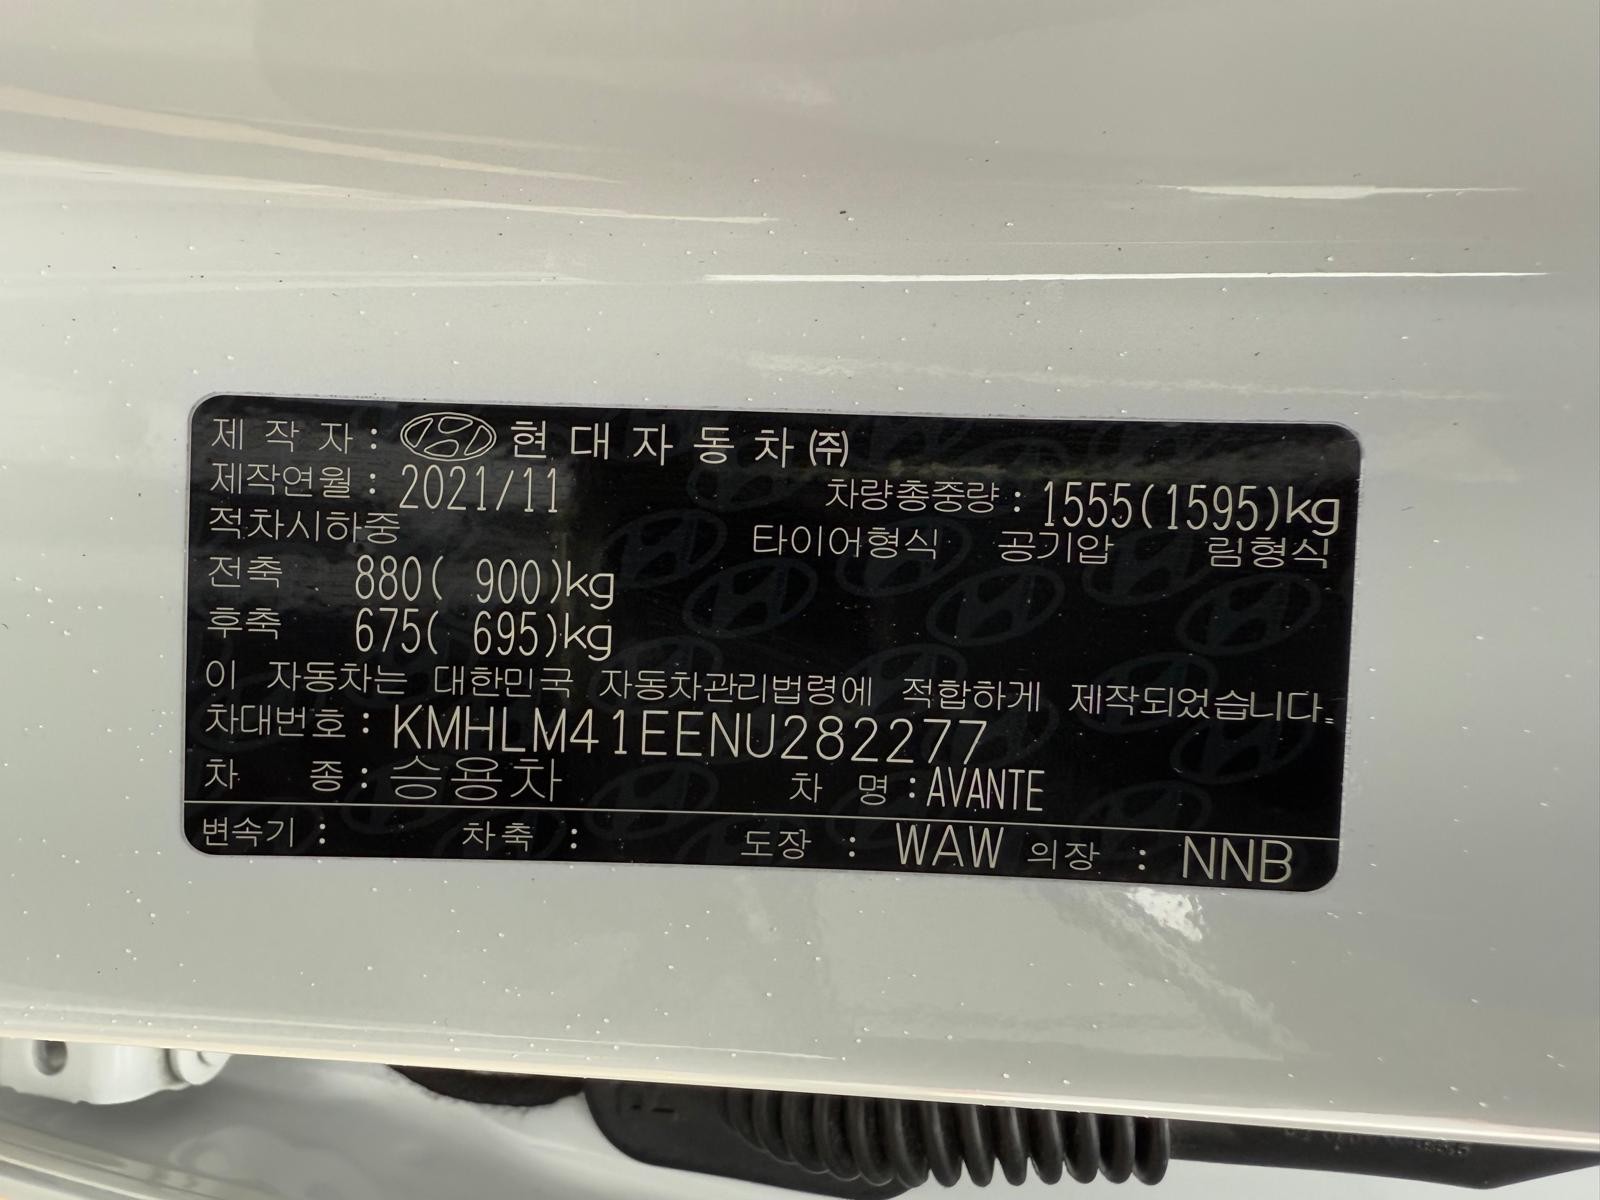 제 작 자 : 현 대 자 동 차 ㈜
제작연월 : 2021/11
차량총중량 : 1555(1595)kg
적차시하중
타이어형식 공기압 림형식
전축 880( 900)kg
후축 675( 695)kg
이 자동차는 대한민국 자동차관리법령에 적합하게 제작되었습니다.
차대번호 : KMHLM41EENU282277
차 종 : 승용차 차 명 : AVANTE
변속기 : 차축 : 도장 : WAW 의장 : NNB